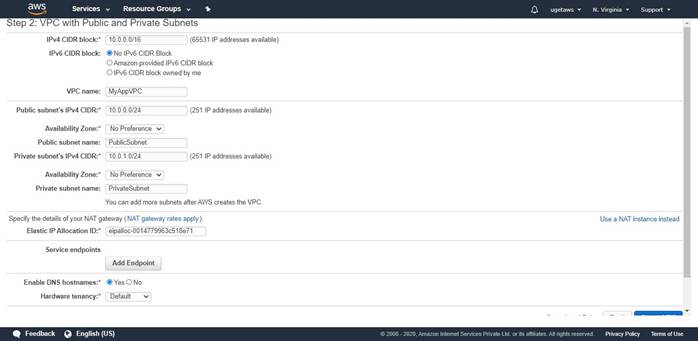 aws Services Resource Groups ugetaws N. Virginia Support
Step 2: VPC with Public and Private Subnets
IPv4 CIDR block:* 10.0.0.0/16 (65531 IP addresses available)
IPv6 CIDR block: No IPv6 CIDR Block
Amazon provided IPv6 CIDR block
IPv6 CIDR block owned by me
VPC name: MyAppVPC
Public subnet's IPv4 CIDR:* 10.0.0.0/24 (251 IP addresses available)
Availability Zone:* No Preference
Public subnet name: PublicSubnet
Private subnet's IPv4 CIDR:* 10.0.1.0/24 (251 IP addresses available)
Availability Zone:* No Preference
Private subnet name: PrivateSubnet
You can add more subnets after AWS creates the VPC.
Specify the details of your NAT gateway (NAT gateway rates apply). Use a NAT instance instead
Elastic IP Allocation ID:* eipalloc-0014779963c518e71
Service endpoints
Add Endpoint
Enable DNS hostnames:* Yes No
Hardware tenancy:* Default
Feedback English (US) © 2008 - 2020, Amazon Internet Services Private Ltd. or its affiliates. All rights reserved. Privacy Policy Terms of Use